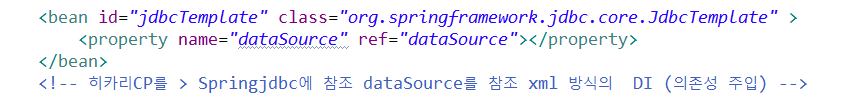 <bean id="jdbcTemplate" class="org.springframework.jdbc.core.JdbcTemplate" >
<property name="dataSource" ref="dataSource"></property>
</bean>
<!-- 히카리CP를 > Springjdbc에 참조 dataSource를 참조 xml 방식의  DI (의존성 주입) -->